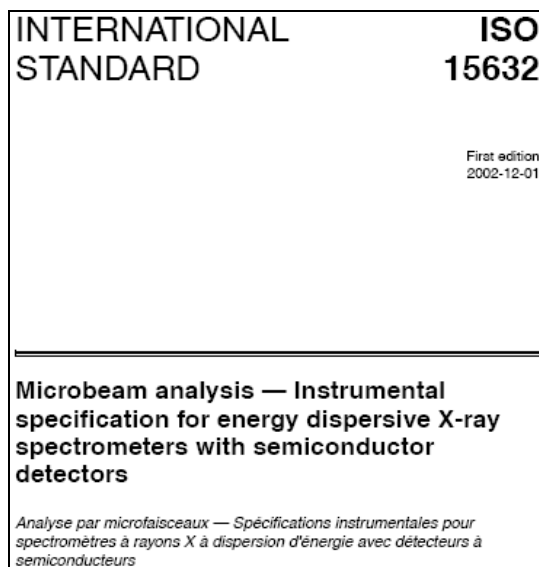 INTERNATIONAL STANDARD
ISO 15632
First edition
2002-12-01
Microbeam analysis — Instrumental
specification for energy dispersive X-ray
spectrometers with semiconductor
detectors
Analyse par microfaisceaux — Spécifications instrumentales pour
spectromètres à rayons X à dispersion d'énergie avec détecteurs à
semiconducteurs